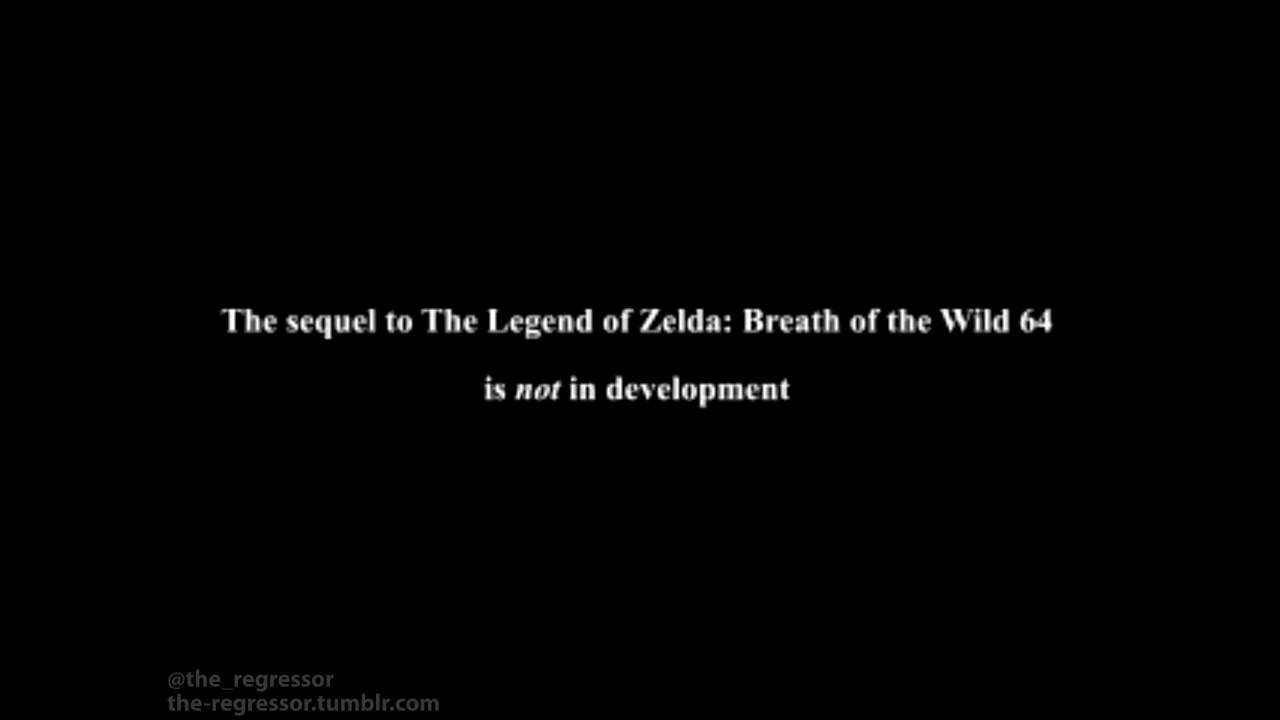 The sequel to The Legend of Zelda: Breath of the Wild 64
is not in development
@the_regressor
the-regressor.tumblr.com